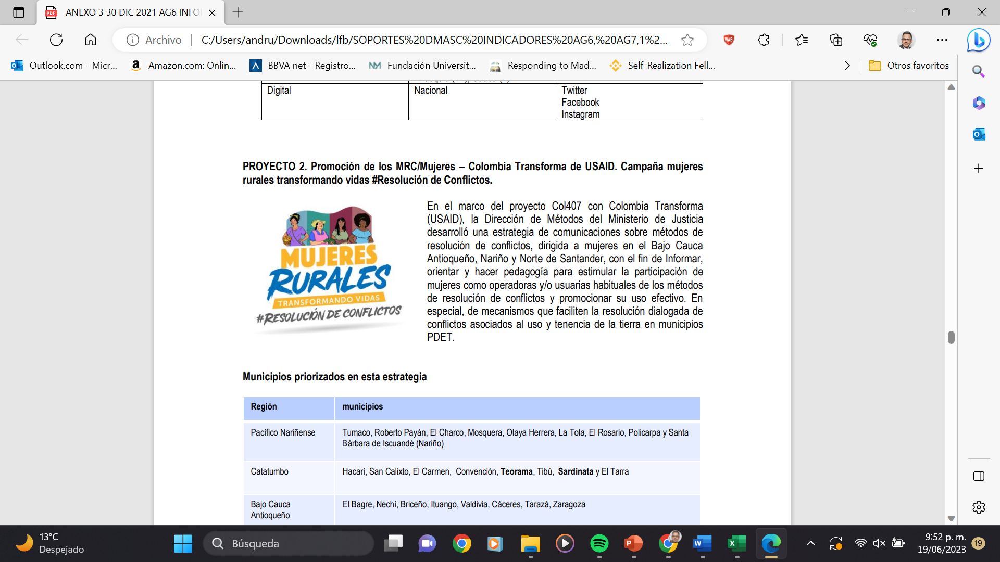 ANEXO 3 30 DIC 2021 AG6 INFO
Archivo
C:/Users/andru/Downloads/lfb/SOPORTES%20DMASC%20INDICADORES%20AG6,%20AG7,1%2...
WAB
Outlook.com - Micr...
Amazon.com: Onlin...
BBVA net - Registro...
Fundación Universit...
Responding to Mad...
Self-Realization Fell...
Otros favoritos
Digital
Nacional
Twitter
Facebook
Instagram
PROYECTO 2. Promoción de los MRC/Mujeres – Colombia Transforma de USAID. Campaña mujeres
rurales transformando vidas #Resolución de Conflictos.
MUJERES
RURALES
TRANSFORMANDO VIDAS
#RESOLUCIÓN DE CONFLICTOS
En el marco del proyecto Col407 con Colombia Transforma
(USAID), la Dirección de Métodos del Ministerio de Justicia
desarrolló una estrategia de comunicaciones sobre métodos de
resolución de conflictos, dirigida a mujeres en el Bajo Cauca
Antioqueño, Nariño y Norte de Santander, con el fin de Informar,
orientar y hacer pedagogía para estimular la participación de
mujeres como operadoras y/o usuarias habituales de los métodos
de resolución de conflictos y promocionar su uso efectivo. En
especial, de mecanismos que faciliten la resolución dialogada de
conflictos asociados al uso y tenencia de la tierra en municipios
PDET.
Municipios priorizados en esta estrategia
Región
municipios
Pacífico Nariñense
Tumaco, Roberto Payán, El Charco, Mosquera, Olaya Herrera, La Tola, El Rosario, Policarpa y Santa
Bárbara de Iscuandé (Nariño)
Catatumbo
Hacarí, San Calixto, El Carmen, Convención, Teorama, Tibú, Sardinata y El Tarra
Bajo Cauca
Antioqueño
El Bagre, Nechí, Briceño, Ituango, Valdivia, Cáceres, Tarazá, Zaragoza
13°C
Despejado
Búsqueda
9:52 p. m.
19/06/2023
19